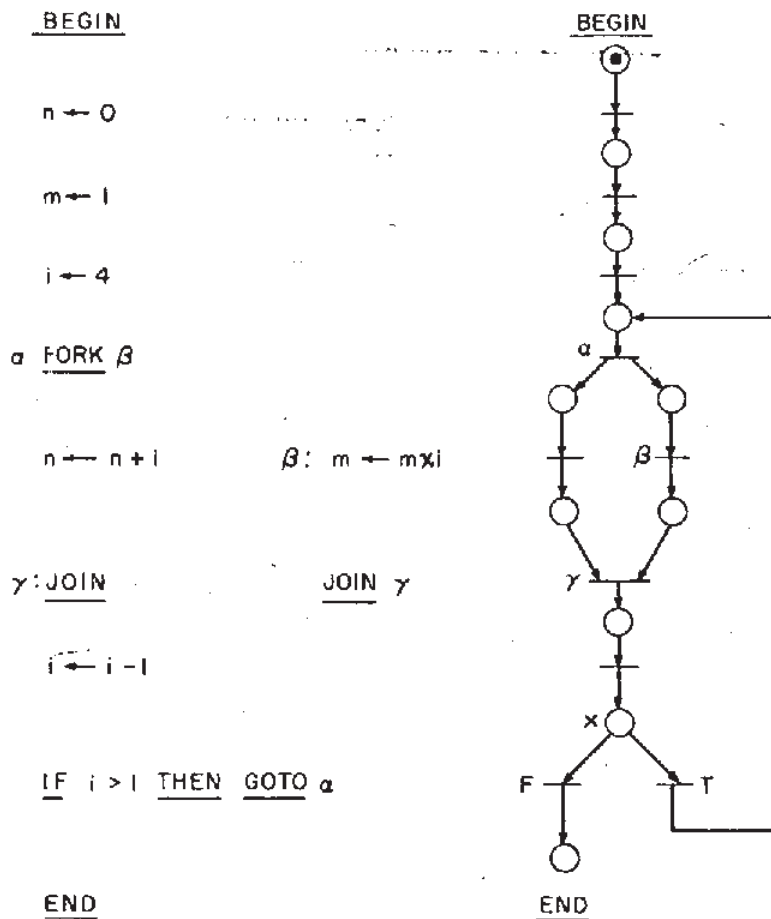 BEGIN
BEGIN
n ← 0
m ← 1
i ← 4
α FORK β
α
n ← n + i
β: m ← m×i
β
γ: JOIN
JOIN γ
γ
i ← i - 1
x
IF i > 1 THEN GOTO α
F
T
END
END